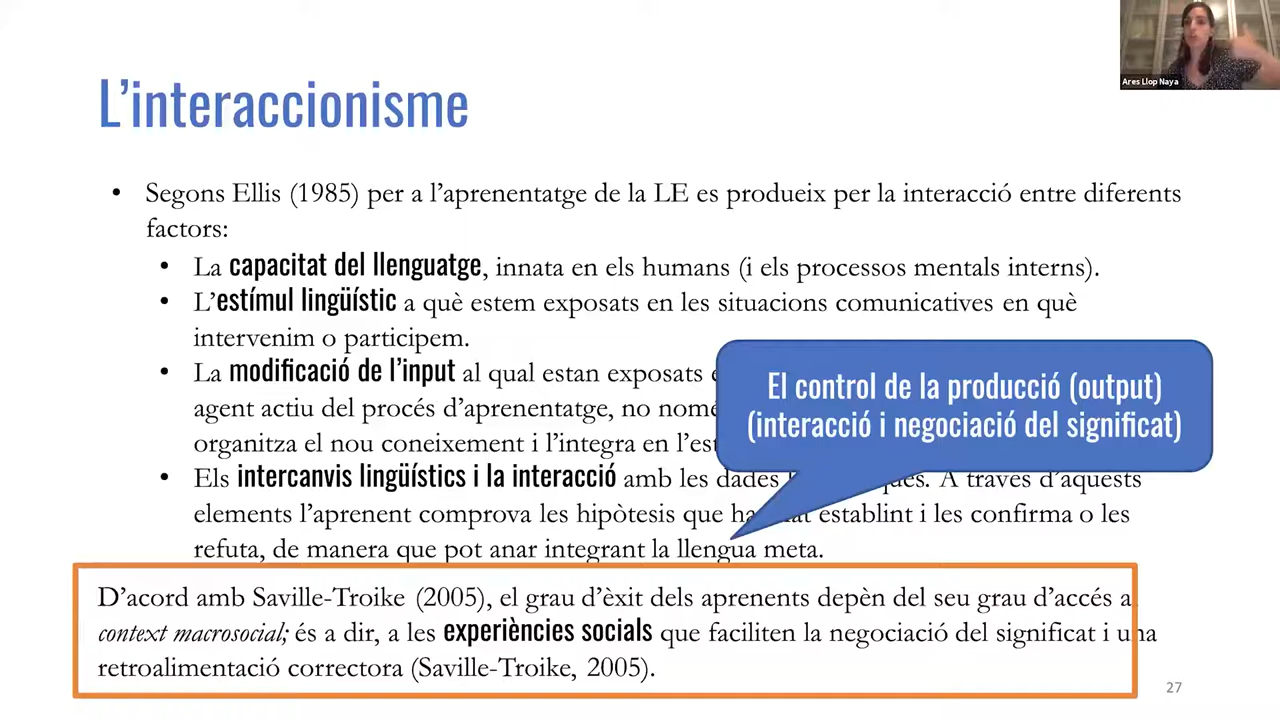 Ares Llop Naya
L'interaccionisme
• Segons Ellis (1985) per a l'aprenentatge de la LE es produeix per la interacció entre diferents
factors:
• La capacitat del llenguatge, innata en els humans (i els processos mentals interns).
• L'estímul lingüístic a què estem exposats en les situacions comunicatives en què
intervenim o participem.
• La modificació de l'input al qual estan exposats
agent actiu del procés d'aprenentatge, no
organitza el nou coneixement i l'integra en
El control de la producció (output)
(interacció i negociació del significat)
• Els intercanvis lingüístics i la interacció amb les dades A través d'aquests
elements l'aprenent comprova les hipòtesis que establint i les confirma o les
refuta, de manera que pot anar integrant la llengua meta.
D'acord amb Saville-Troike (2005), el grau d'èxit dels aprenents depèn del seu grau d'accés
context macrosocial; és a dir, a les experiències socials que faciliten la negociació del significat i una
retroalimentació correctora (Saville-Troike, 2005).
27